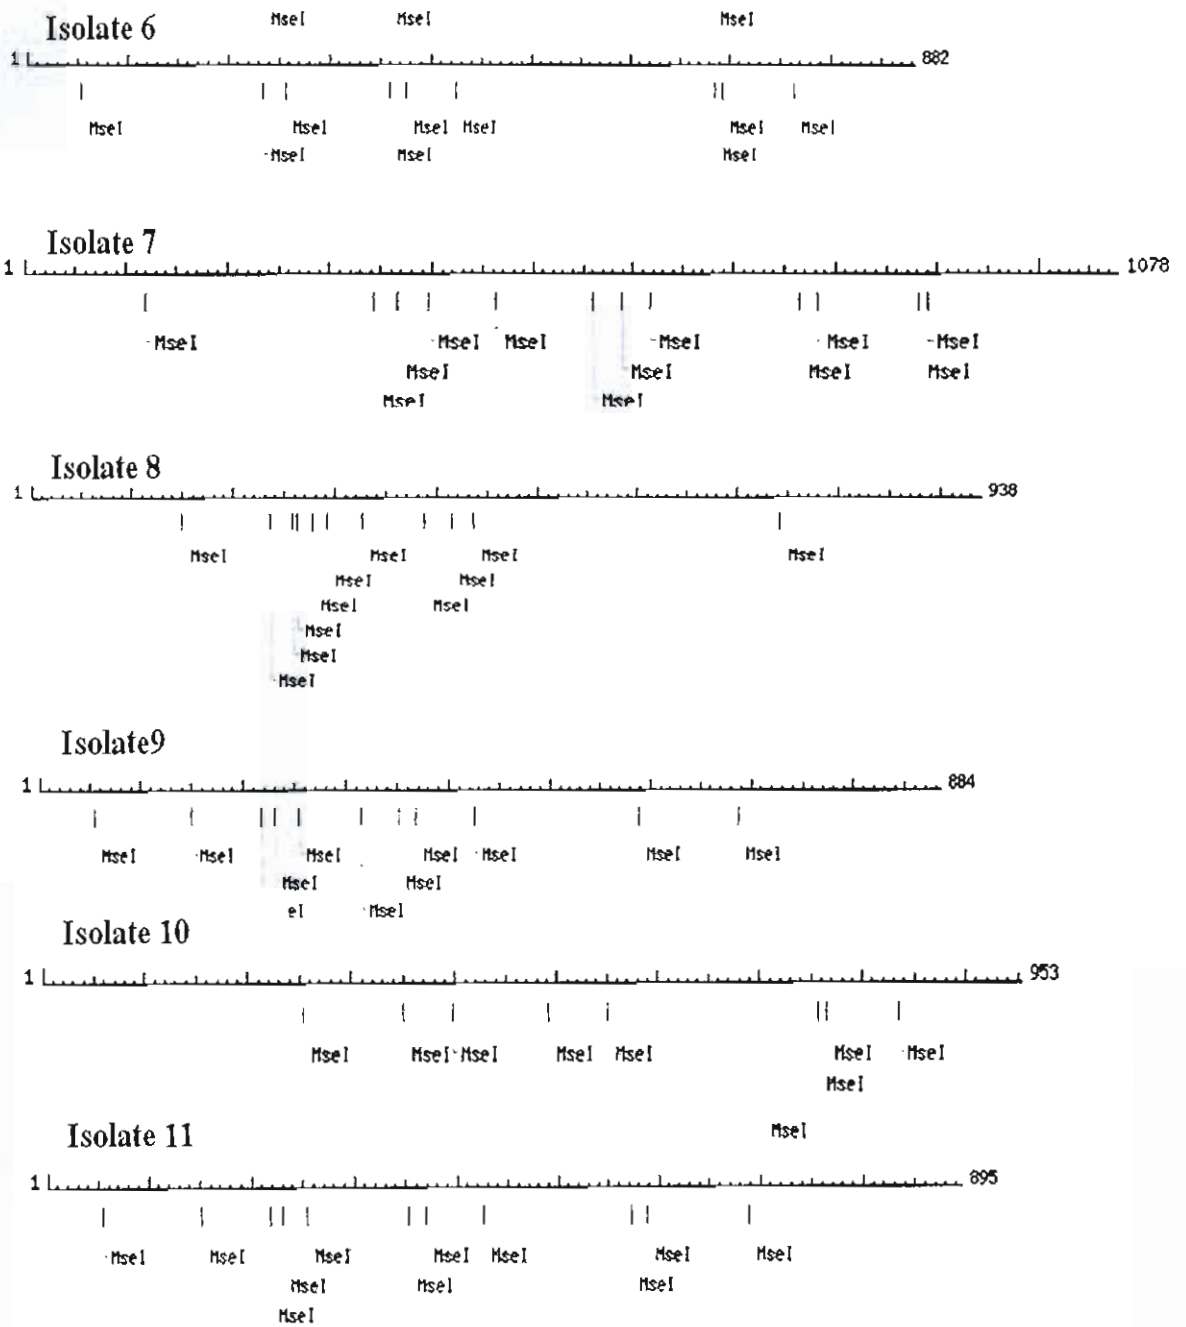 MseI MseI MseI
Isolate 6
1 882
MseI MseI MseI MseI MseI MseI
MseI MseI MseI
Isolate 7
1 1078
MseI MseI MseI MseI MseI MseI
MseI MseI MseI MseI
MseI MseI
Isolate 8
1 938
MseI MseI MseI MseI
MseI MseI
MseI MseI
MseI
MseI
MseI
Isolate9
1 884
MseI MseI MseI MseI MseI MseI MseI
MseI MseI
eI MseI
Isolate 10
1 953
MseI MseI MseI MseI MseI MseI MseI
MseI
MseI
Isolate 11
1 895
MseI MseI MseI MseI MseI MseI MseI
MseI MseI MseI
MseI